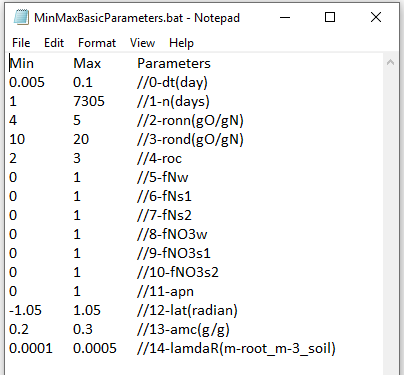 MinMaxBasicParameters.bat - Notepad
File Edit Format View Help
Min Max Parameters
0.005 0.1 //0-dt(day)
1 7305 //1-n(days)
4 5 //2-ronn(gO/gN)
10 20 //3-rond(gO/gN)
2 3 //4-roc
0 1 //5-fNw
0 1 //6-fNs1
0 1 //7-fNs2
0 1 //8-fNO3w
0 1 //9-fNO3s1
0 1 //10-fNO3s2
0 1 //11-apn
-1.05 1.05 //12-lat(radian)
0.2 0.3 //13-amc(g/g)
0.0001 0.0005 //14-lamdaR(m-root_m-3_soil)